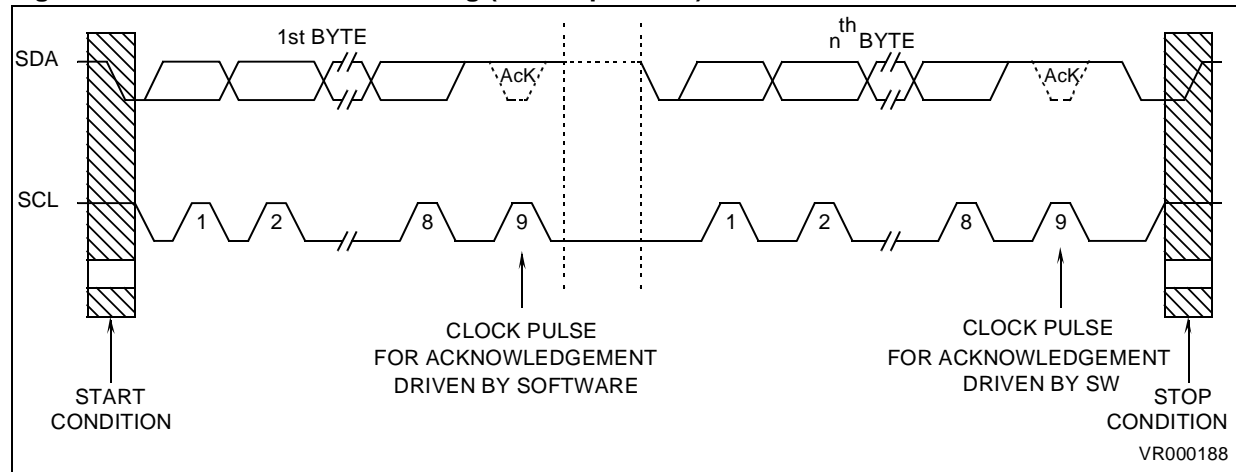 1st BYTE
nth BYTE
SDA
AcK
AcK
SCL
1
2
8
9
1
2
8
9
CLOCK PULSE
FOR ACKNOWLEDGEMENT
DRIVEN BY SOFTWARE
CLOCK PULSE
FOR ACKNOWLEDGEMENT
DRIVEN BY SW
START
CONDITION
STOP
CONDITION
VR000188